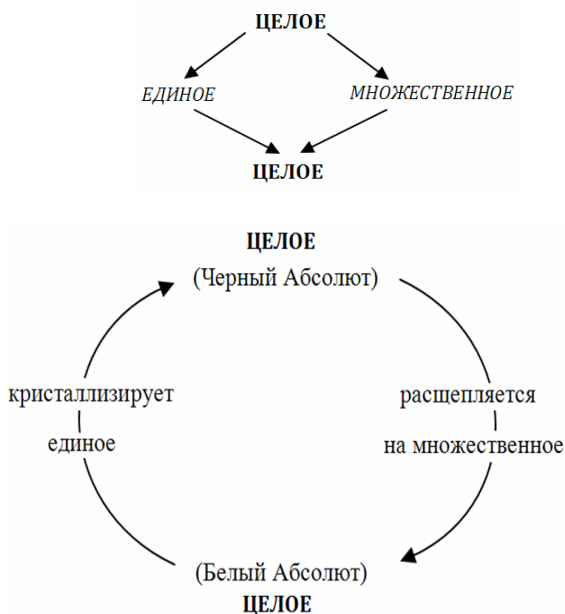 ЦЕЛОЕ
ЕДИНОЕ
МНОЖЕСТВЕННОЕ
ЦЕЛОЕ
ЦЕЛОЕ
(Черный Абсолют)
кристаллизирует
расщепляется
единое
на множественное
(Белый Абсолют)
ЦЕЛОЕ